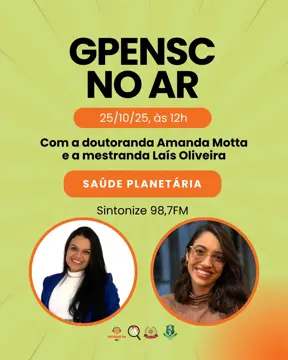 GPENSC
NO AR
25/10/25, às 12h
Com a doutoranda Amanda Motta
e a mestranda Laís Oliveira
SAÚDE PLANETÁRIA
Sintonize 98,7FM